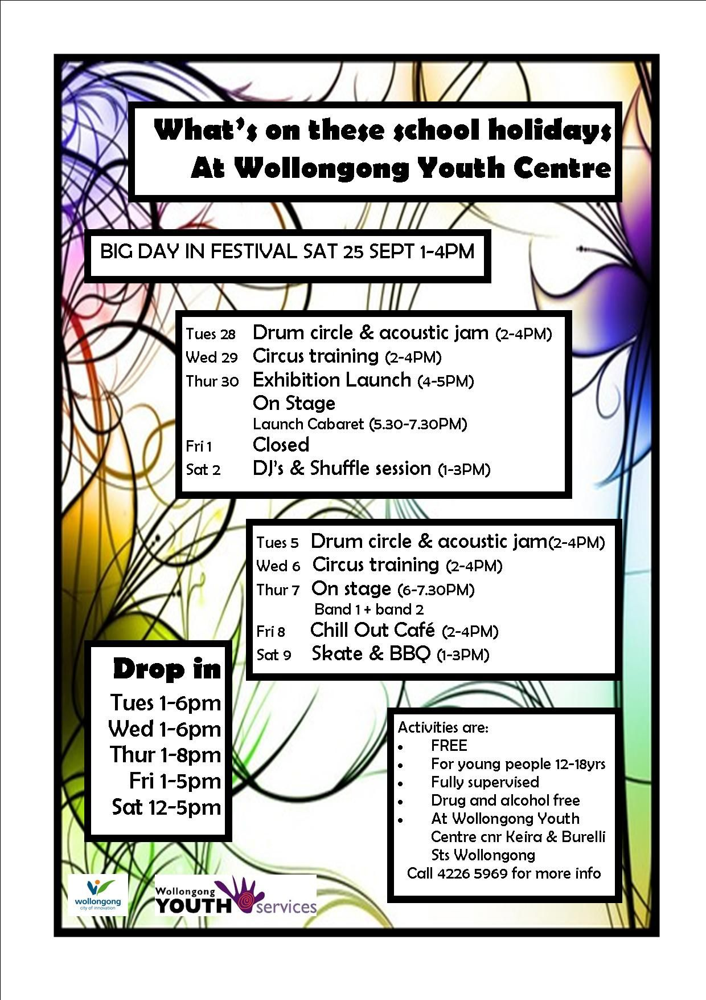 What's on these school holidays
At Wollongong Youth Centre
BIG DAY IN FESTIVAL SAT 25 SEPT 1-4PM
Tues 28 Drum circle & acoustic jam (2-4PM)
Wed 29 Circus training (2-4PM)
Thur 30 Exhibition Launch (4-5PM)
On Stage
Launch Cabaret (5.30-7.30PM)
Fri 1 Closed
Sat 2 DJ's & Shuffle session (1-3PM)
Tues 5 Drum circle & acoustic jam(2-4PM)
Wed 6 Circus training (2-4PM)
Thur 7 On stage (6-7.30PM)
Band 1 + band 2
Fri 8 Chill Out Café (2-4PM)
Sat 9 Skate & BBQ (1-3PM)
Drop in
Tues 1-6pm
Wed 1-6pm
Thur 1-8pm
Fri 1-5pm
Sat 12-5pm
Activities are:
• FREE
• For young people 12-18yrs
• Fully supervised
• Drug and alcohol free
• At Wollongong Youth
Centre cnr Keira & Burelli
Sts Wollongong
Call 4226 5969 for more info
wollongong
city of innovation
Wollongong
YOUTH services